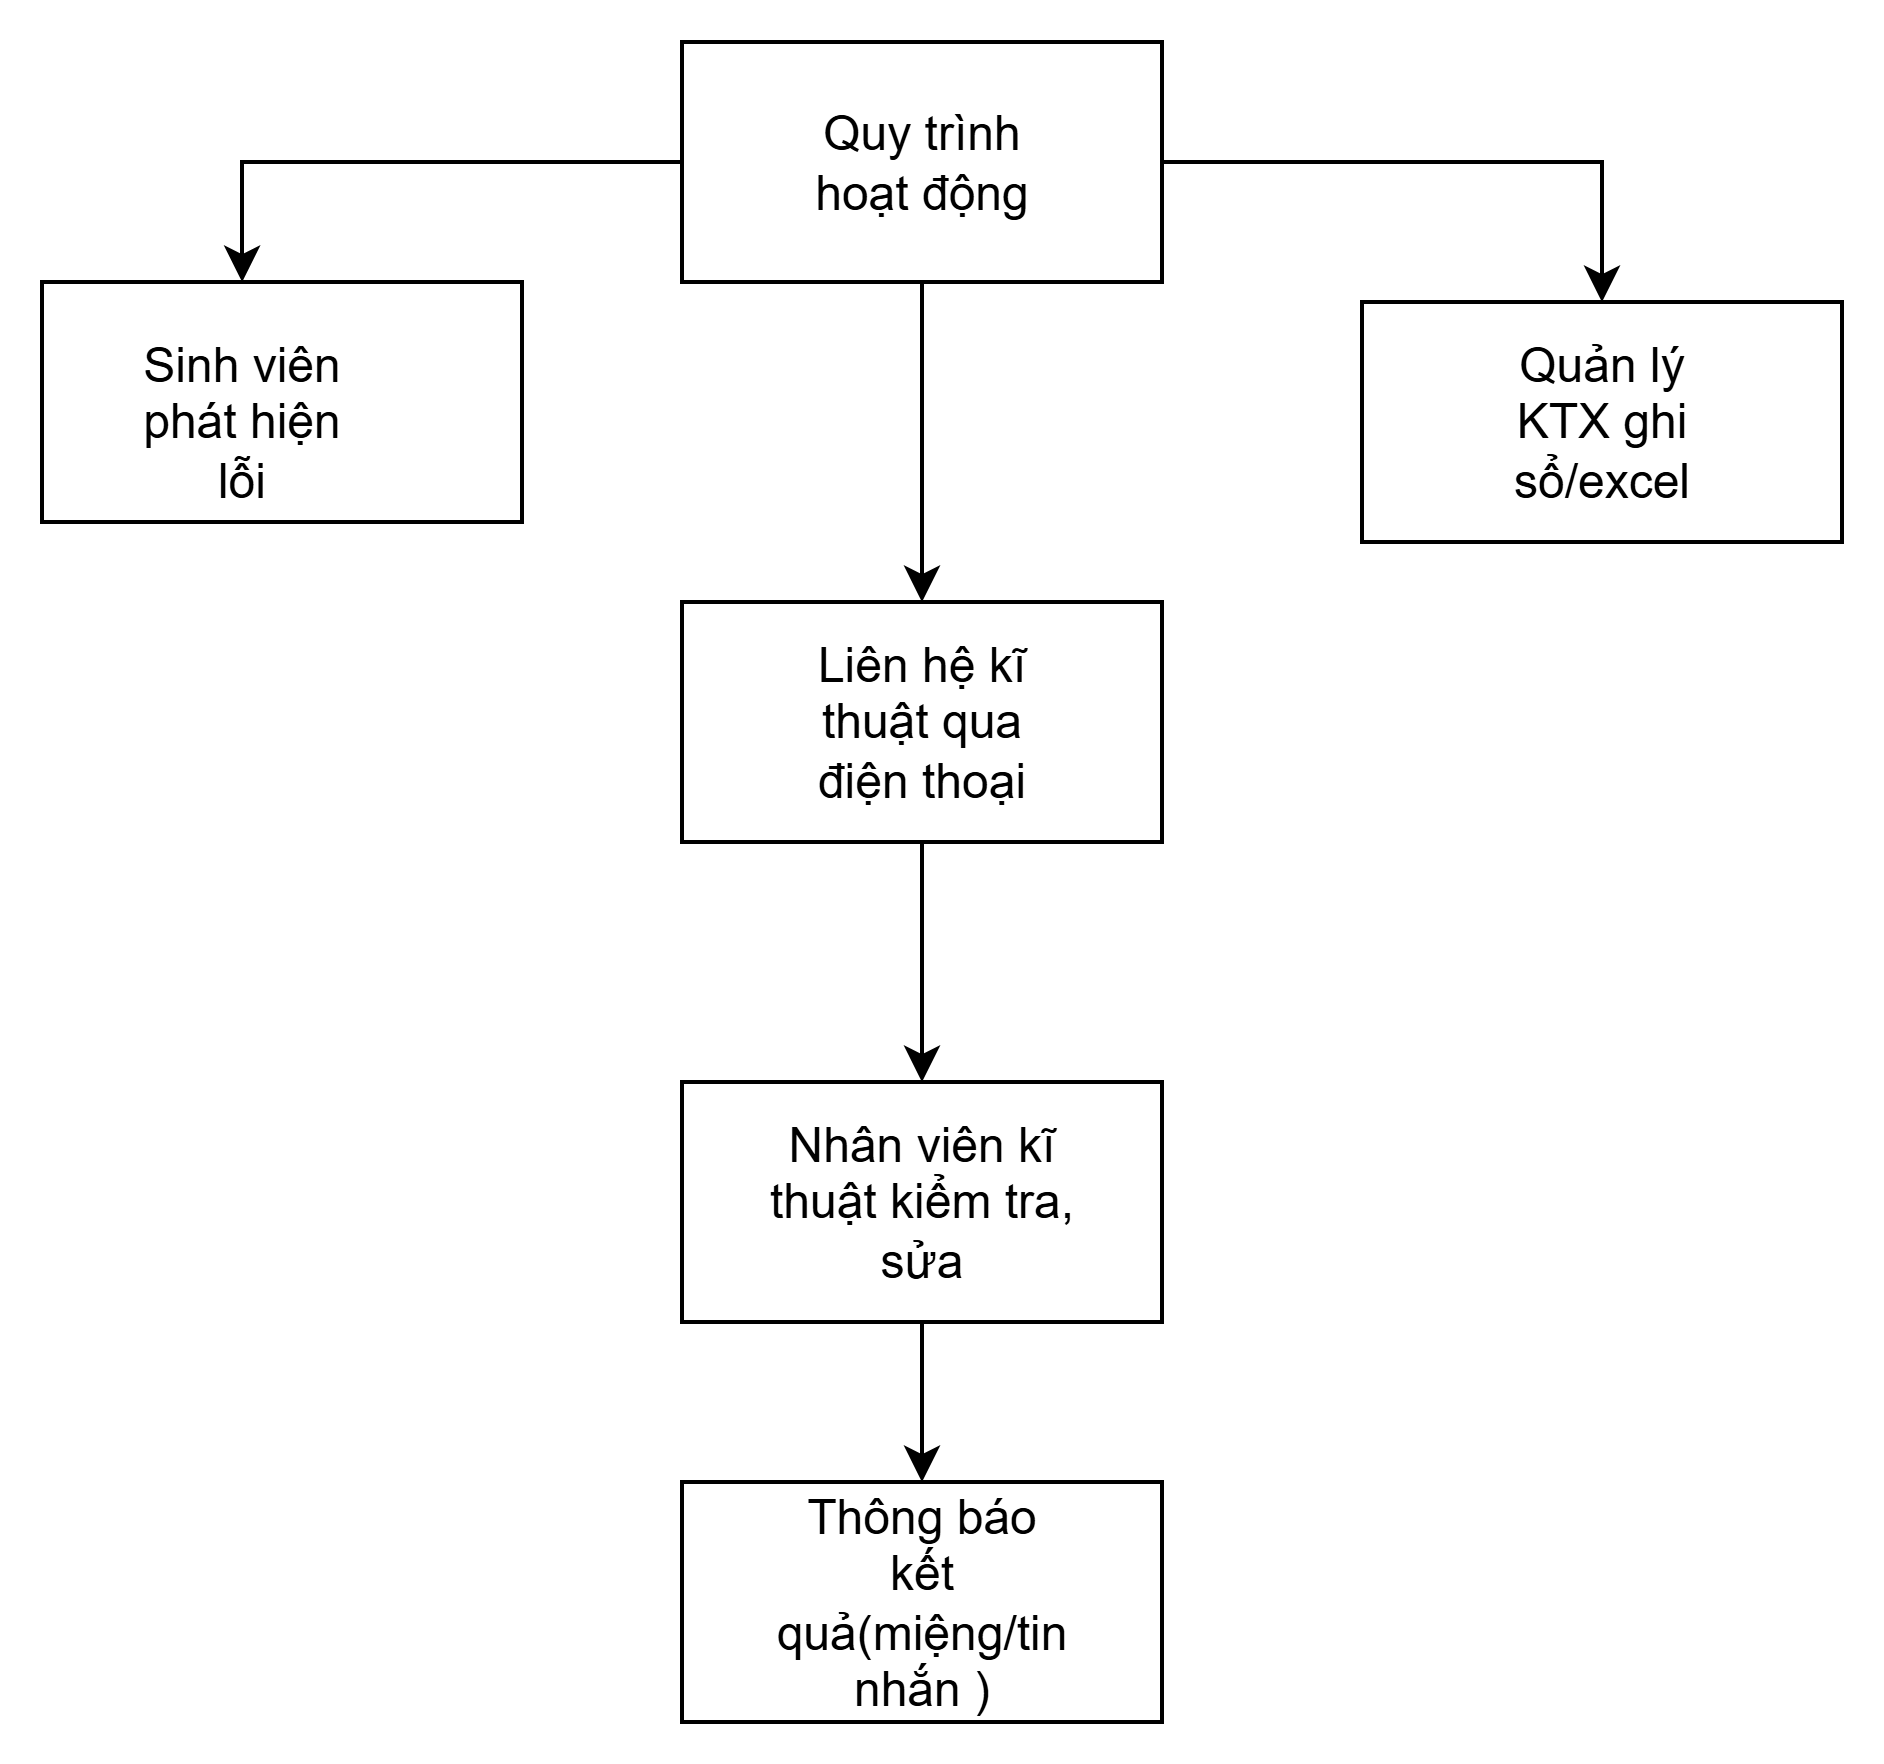 Quy trình
hoạt động
Sinh viên
phát hiện
lỗi
Quản lý
KTX ghi
sổ/excel
Liên hệ kĩ
thuật qua
điện thoại
Nhân viên kĩ
thuật kiểm tra,
sửa
Thông báo
kết
quả(miệng/tin
nhắn )